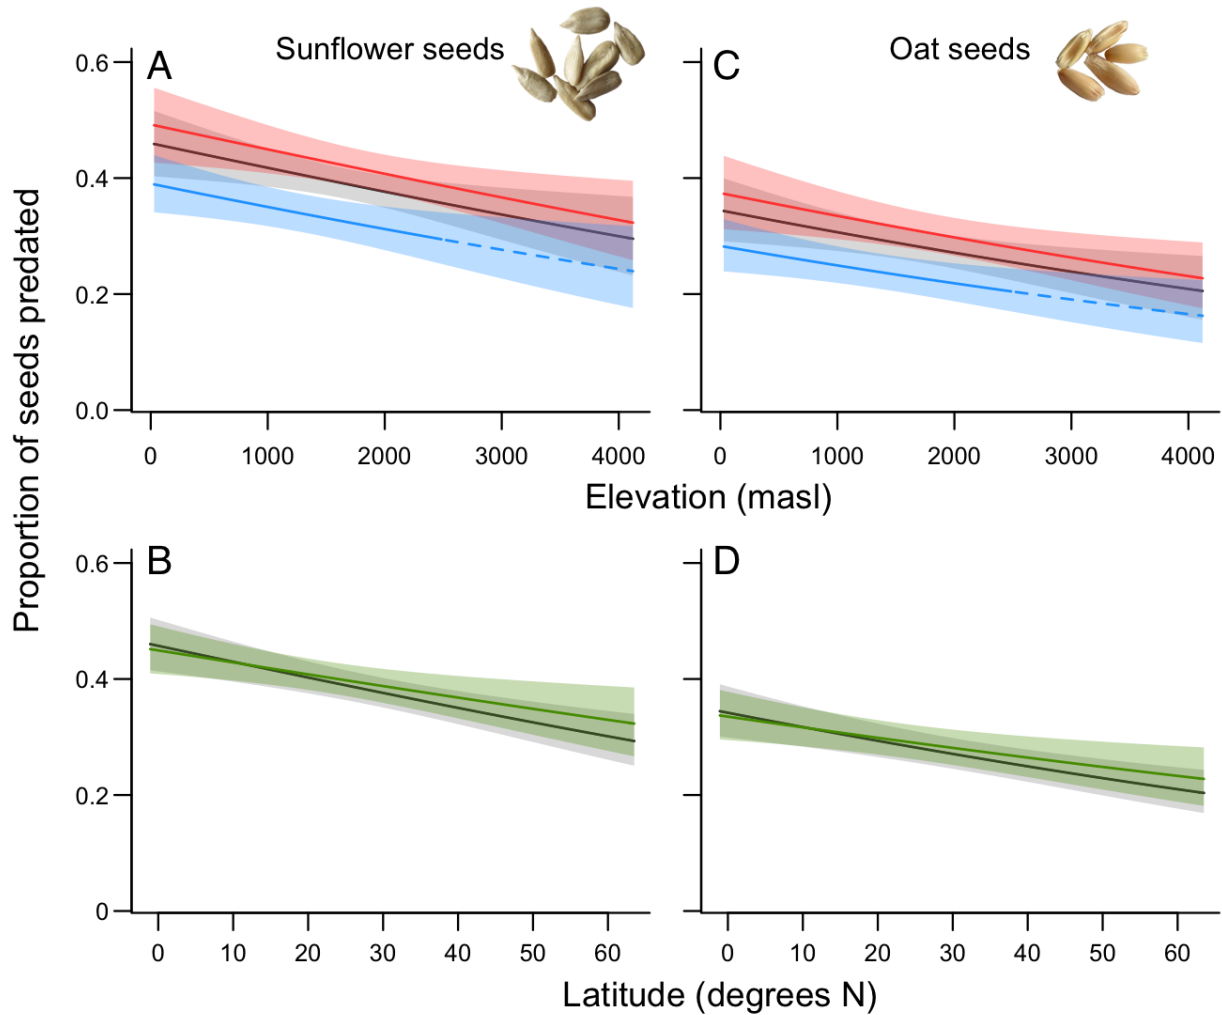 A
Sunflower seeds
C
Oat seeds
0.6
0.4
0.2
0.0
0 1000 2000 3000 4000
0 1000 2000 3000 4000
Elevation (masl)
Proportion of seeds predated
B
D
0.6
0.4
0.2
0
0 10 20 30 40 50 60
0 10 20 30 40 50 60
Latitude (degrees N)